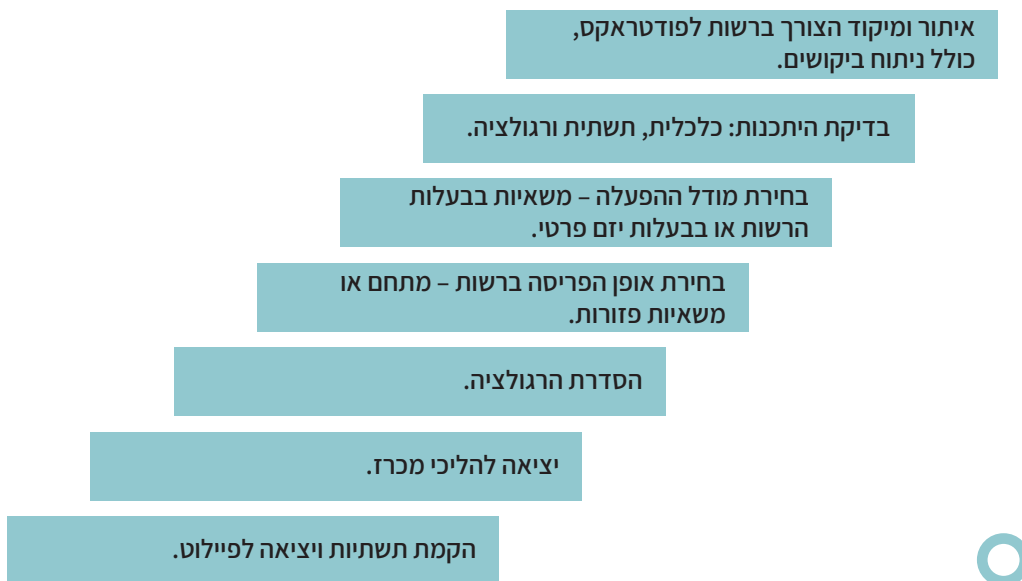 איתור ומיקוד הצורך ברשות לפודטראקס,
כולל ניתוח ביקושים.
בדיקת היתכנות: כלכלית, תשתית ורגולציה.
בחירת מודל ההפעלה – משאיות בבעלות
הרשות או בבעלות יזם פרטי.
בחירת אופן הפריסה ברשות – מתחם או
משאיות פזורות.
הסדרת הרגולציה.
יציאה להליכי מכרז.
הקמת תשתיות ויציאה לפיילוט.